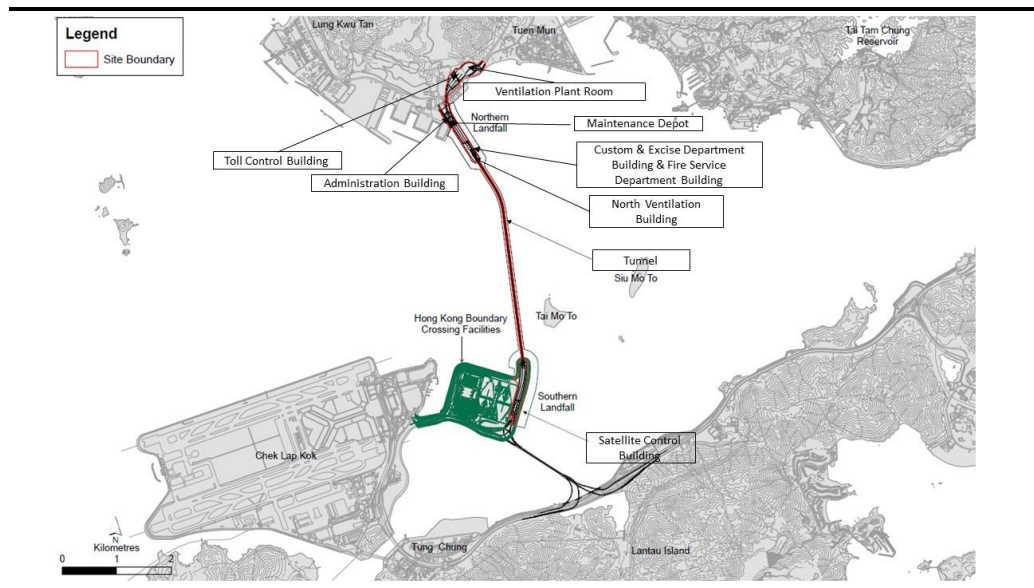 Legend
Site Boundary
Lung Kwu Tan
Tuen Mun
Tai Tam Chung
Reservoir
Ventilation Plant Room
Northern
Landfall
Maintenance Depot
Toll Control Building
Administration Building
Custom & Excise Department
Building & Fire Service
Department Building
North Ventilation
Building
Tunnel
Siu Mo To
Tai Mo To
Hong Kong Boundary
Crossing Facilities
Southern
Landfall
Satellite Control
Building
Chek Lap Kok
Tung Chung
Lantau Island
N
Kilometres
0 1 2